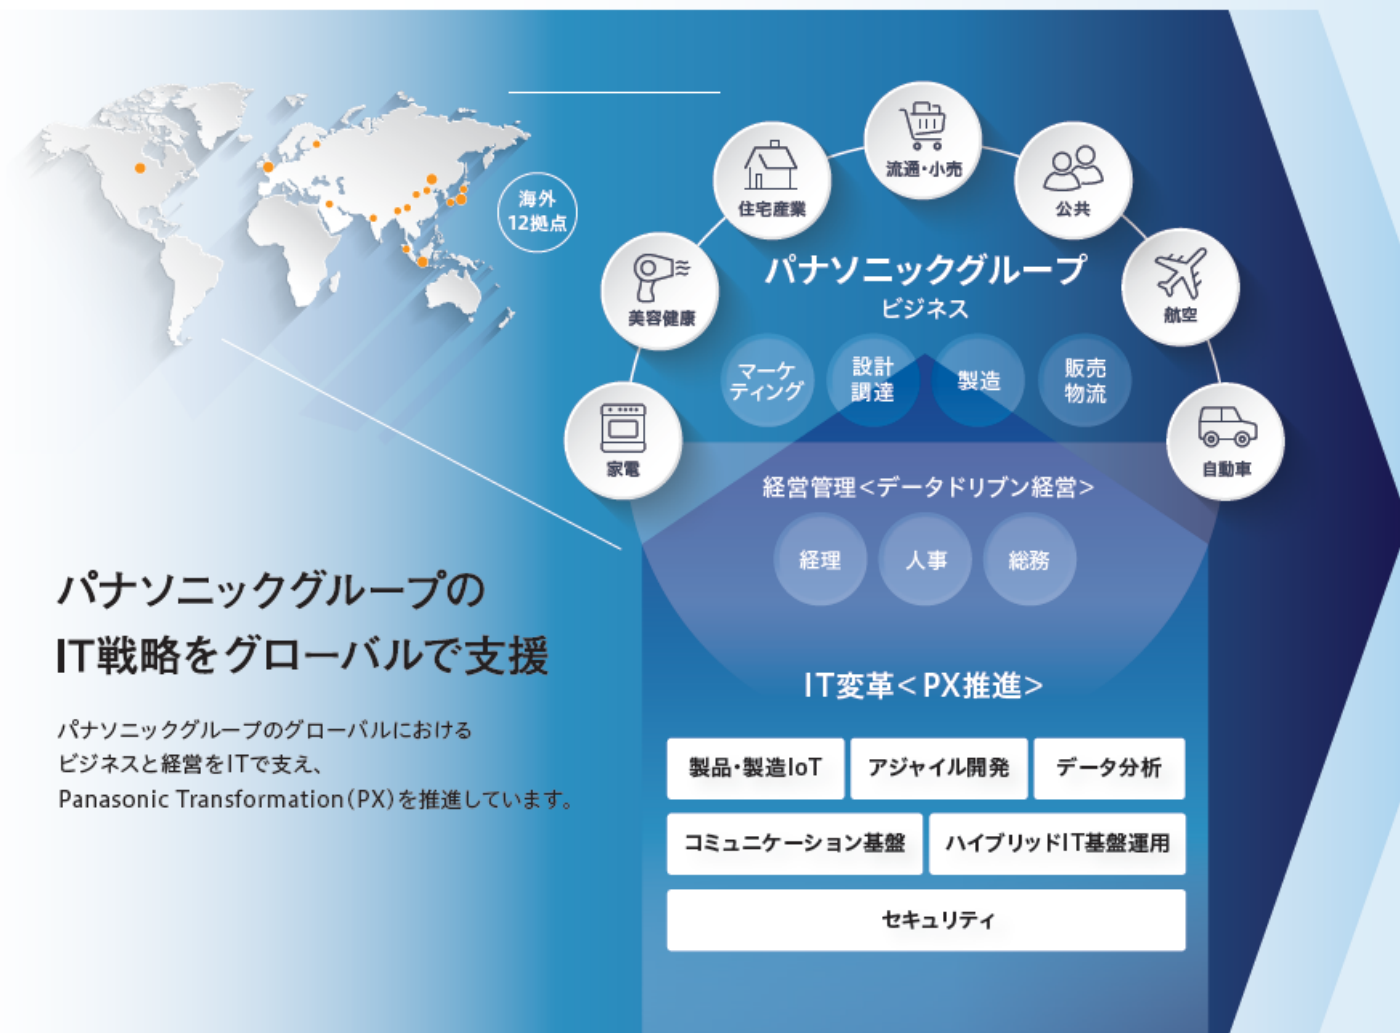 海外
12拠点
流通・小売
住宅産業
公共
美容健康
航空
家電
自動車
パナソニックグループ
ビジネス
マーケ
ティング
設計
調達
製造
販売
物流
経営管理<データドリブン経営>
経理
人事
総務
パナソニックグループの
IT戦略をグローバルで支援
パナソニックグループのグローバルにおける
ビジネスと経営をITで支え、
Panasonic Transformation(PX)を推進しています。
IT変革<PX推進>
製品・製造IoT
アジャイル開発
データ分析
コミュニケーション基盤
ハイブリッドIT基盤運用
セキュリティ